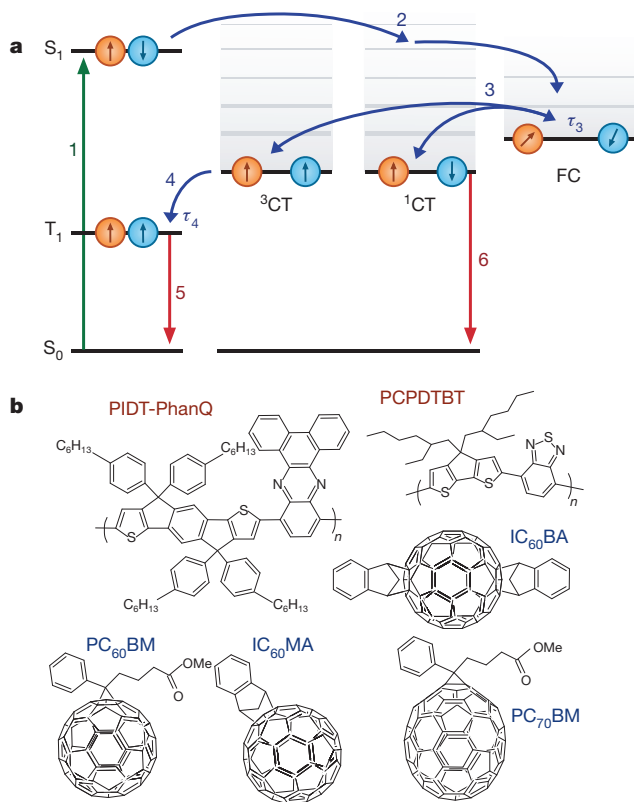 a
S₁
2
3
τ₃
FC
1
4
τ₄
³CT
¹CT
T₁
5
6
S₀
b
PIDT-PhanQ
PCPDTBT
C₆H₁₃
C₆H₁₃
N
N
S
S
n
C₆H₁₃
C₆H₁₃
N
S
N
S
S
n
IC₆₀BA
PC₆₀BM
OMe
O
IC₆₀MA
OMe
O
PC₇₀BM